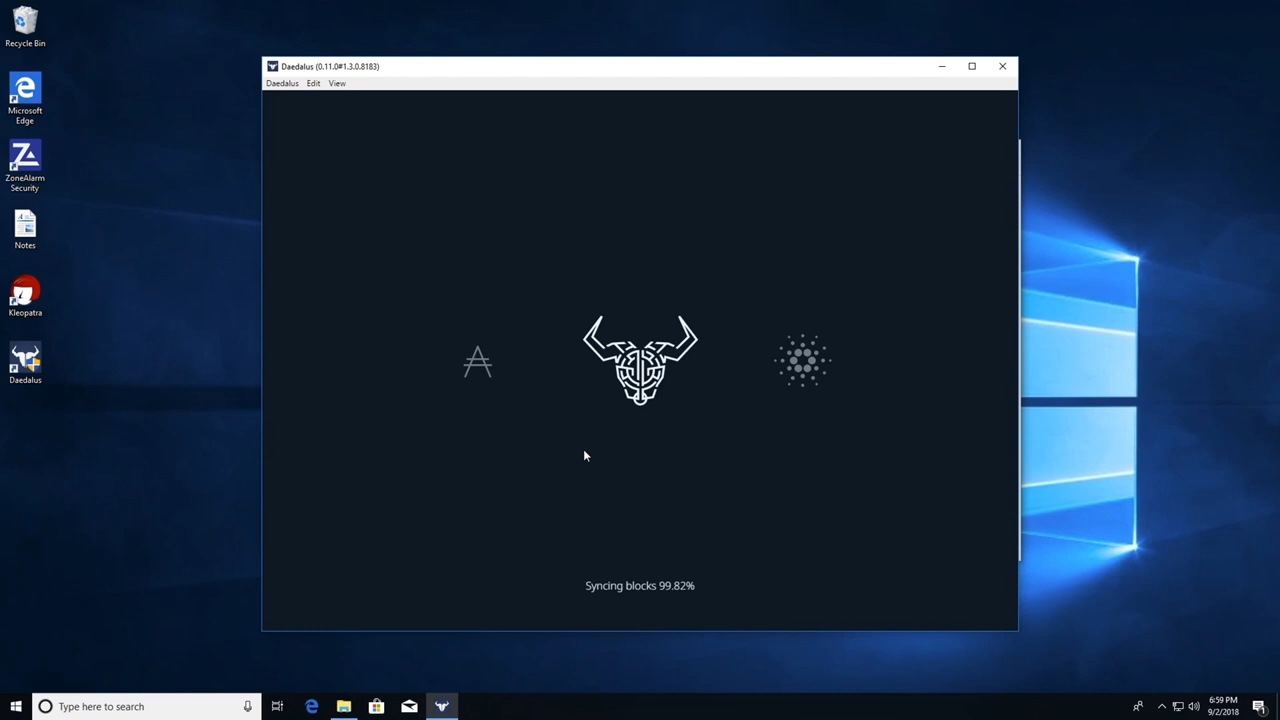 Recycle Bin
Microsoft
Edge
ZoneAlarm
Security
Notes
Kleopatra
Daedalus
Daedalus (0.11.0#1.3.0.8183)
Daedalus Edit View
Syncing blocks 99.82%
Type here to search
6:59 PM
9/2/2018
1